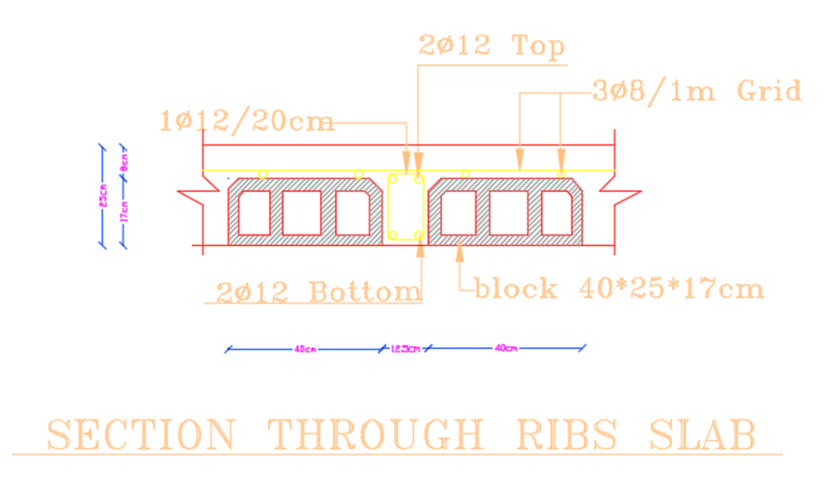 2ø12 Top
3ø8/1m Grid
1ø12/20cm
8cm
25cm
17cm
2ø12 Bottom
block 40*25*17cm
40cm
12.5cm
40cm
SECTION THROUGH RIBS SLAB